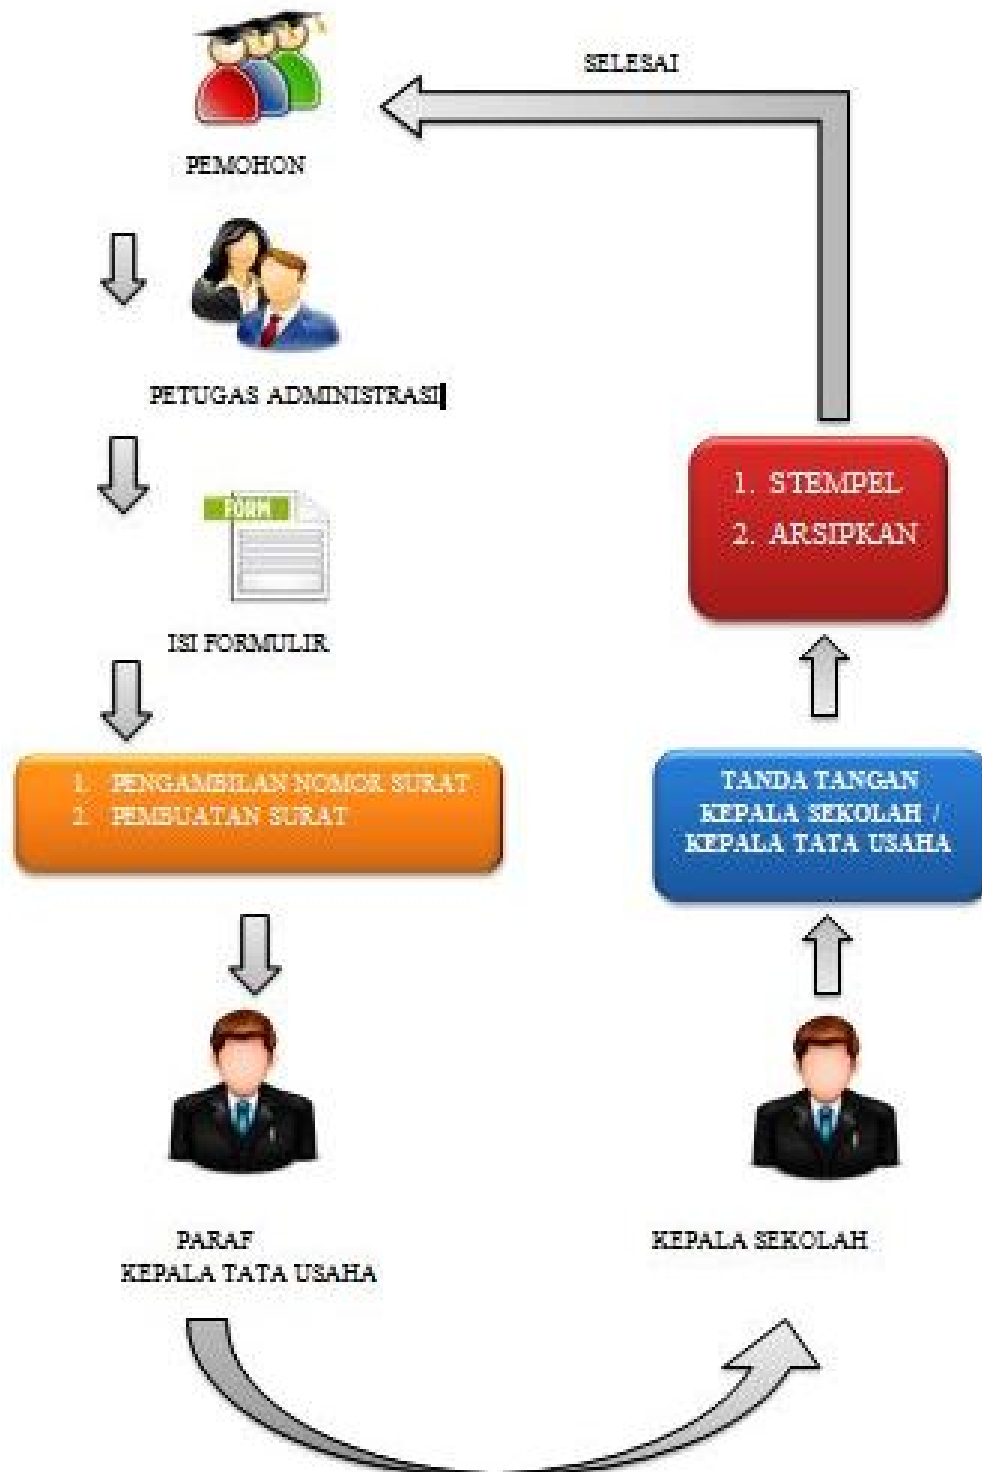 PEMOHON
PETUGAS ADMINISTRASI
FORM
ISI FORMULIR
1. PENGAMBILAN NOMOR SURAT
2. PEMBUATAN SURAT
PARAF
KEPALA TATA USAHA
KEPALA SEKOLAH
TANDA TANGAN
KEPALA SEKOLAH /
KEPALA TATA USAHA
1. STEMPEL
2. ARSIPKAN
SELESAI